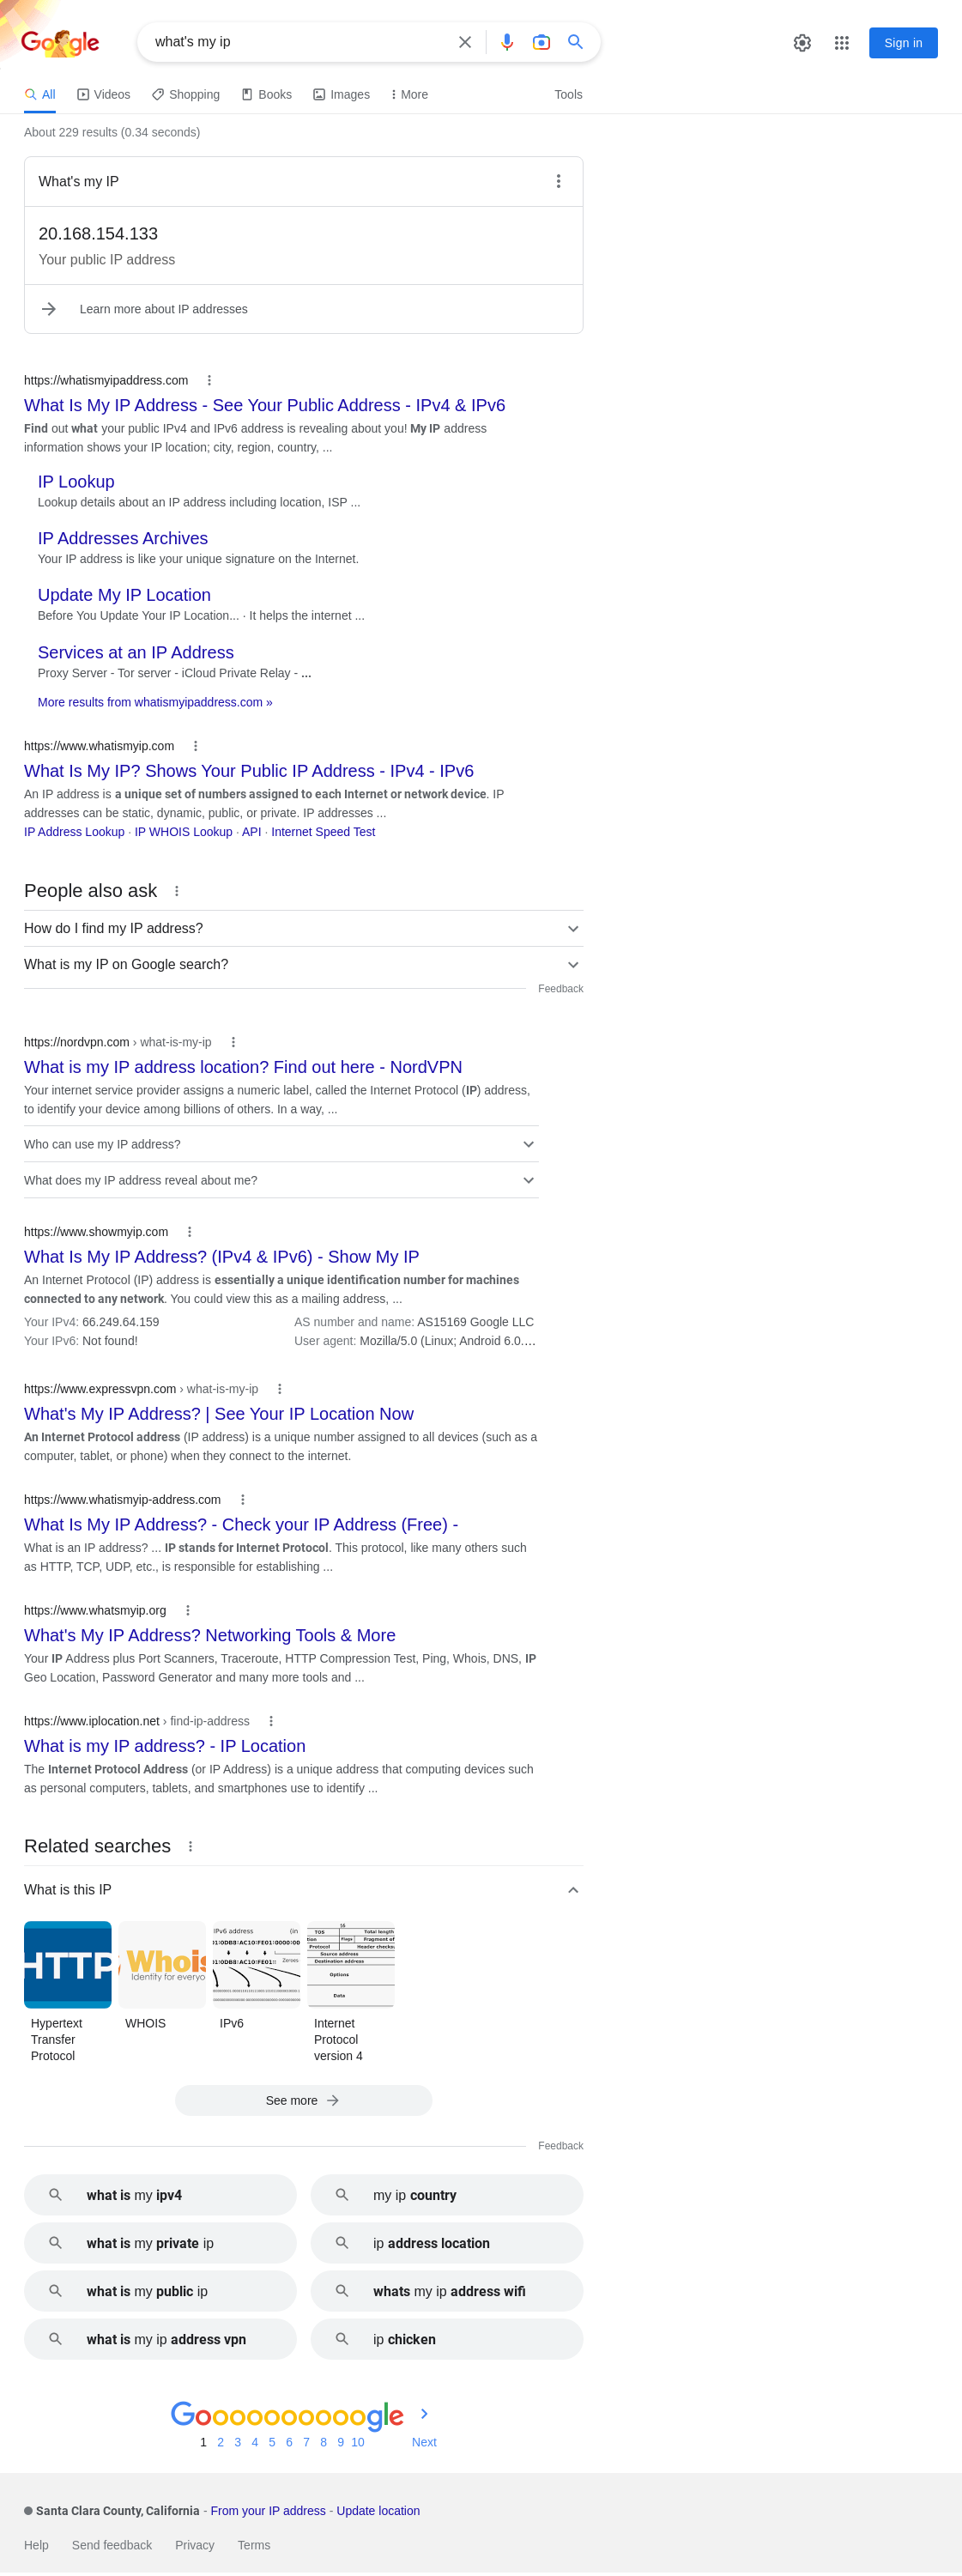 Google
what's my ip
Sign in
All Videos Shopping Books Images More Tools
About 229 results (0.34 seconds)
What's my IP
20.168.154.133
Your public IP address
Learn more about IP addresses
https://whatismyipaddress.com
What Is My IP Address - See Your Public Address - IPv4 & IPv6
Find out what your public IPv4 and IPv6 address is revealing about you! My IP address
information shows your IP location; city, region, country, ...
IP Lookup
Lookup details about an IP address including location, ISP ...
IP Addresses Archives
Your IP address is like your unique signature on the Internet.
Update My IP Location
Before You Update Your IP Location... · It helps the internet ...
Services at an IP Address
Proxy Server - Tor server - iCloud Private Relay - ...
More results from whatismyipaddress.com »
https://www.whatismyip.com
What Is My IP? Shows Your Public IP Address - IPv4 - IPv6
An IP address is a unique set of numbers assigned to each Internet or network device. IP
addresses can be static, dynamic, public, or private. IP addresses ...
IP Address Lookup · IP WHOIS Lookup · API · Internet Speed Test
People also ask
How do I find my IP address?
What is my IP on Google search?
Feedback
https://nordvpn.com › what-is-my-ip
What is my IP address location? Find out here - NordVPN
Your internet service provider assigns a numeric label, called the Internet Protocol (IP) address,
to identify your device among billions of others. In a way, ...
Who can use my IP address?
What does my IP address reveal about me?
https://www.showmyip.com
What Is My IP Address? (IPv4 & IPv6) - Show My IP
An Internet Protocol (IP) address is essentially a unique identification number for machines
connected to any network. You could view this as a mailing address, ...
Your IPv4: 66.249.64.159 AS number and name: AS15169 Google LLC
Your IPv6: Not found! User agent: Mozilla/5.0 (Linux; Android 6.0....
https://www.expressvpn.com › what-is-my-ip
What's My IP Address? | See Your IP Location Now
An Internet Protocol address (IP address) is a unique number assigned to all devices (such as a
computer, tablet, or phone) when they connect to the internet.
https://www.whatismyip-address.com
What Is My IP Address? - Check your IP Address (Free) -
What is an IP address? ... IP stands for Internet Protocol. This protocol, like many others such
as HTTP, TCP, UDP, etc., is responsible for establishing ...
https://www.whatsmyip.org
What's My IP Address? Networking Tools & More
Your IP Address plus Port Scanners, Traceroute, HTTP Compression Test, Ping, Whois, DNS, IP
Geo Location, Password Generator and many more tools and ...
https://www.iplocation.net › find-ip-address
What is my IP address? - IP Location
The Internet Protocol Address (or IP Address) is a unique address that computing devices such
as personal computers, tablets, and smartphones use to identify ...
Related searches
What is this IP
HTTP
Whois
Identity for everyo
IPv6 address (in
Zeroes
16
TOS Total length
Flags Fragment of
Protocol Header checks
Source address
Destination address
Options
Data
Hypertext
Transfer
Protocol
WHOIS
IPv6
Internet
Protocol
version 4
See more
Feedback
what is my ipv4
my ip country
what is my private ip
ip address location
what is my public ip
whats my ip address wifi
what is my ip address vpn
ip chicken
Goooooooooogle
1 2 3 4 5 6 7 8 9 10 Next
Santa Clara County, California - From your IP address - Update location
Help Send feedback Privacy Terms